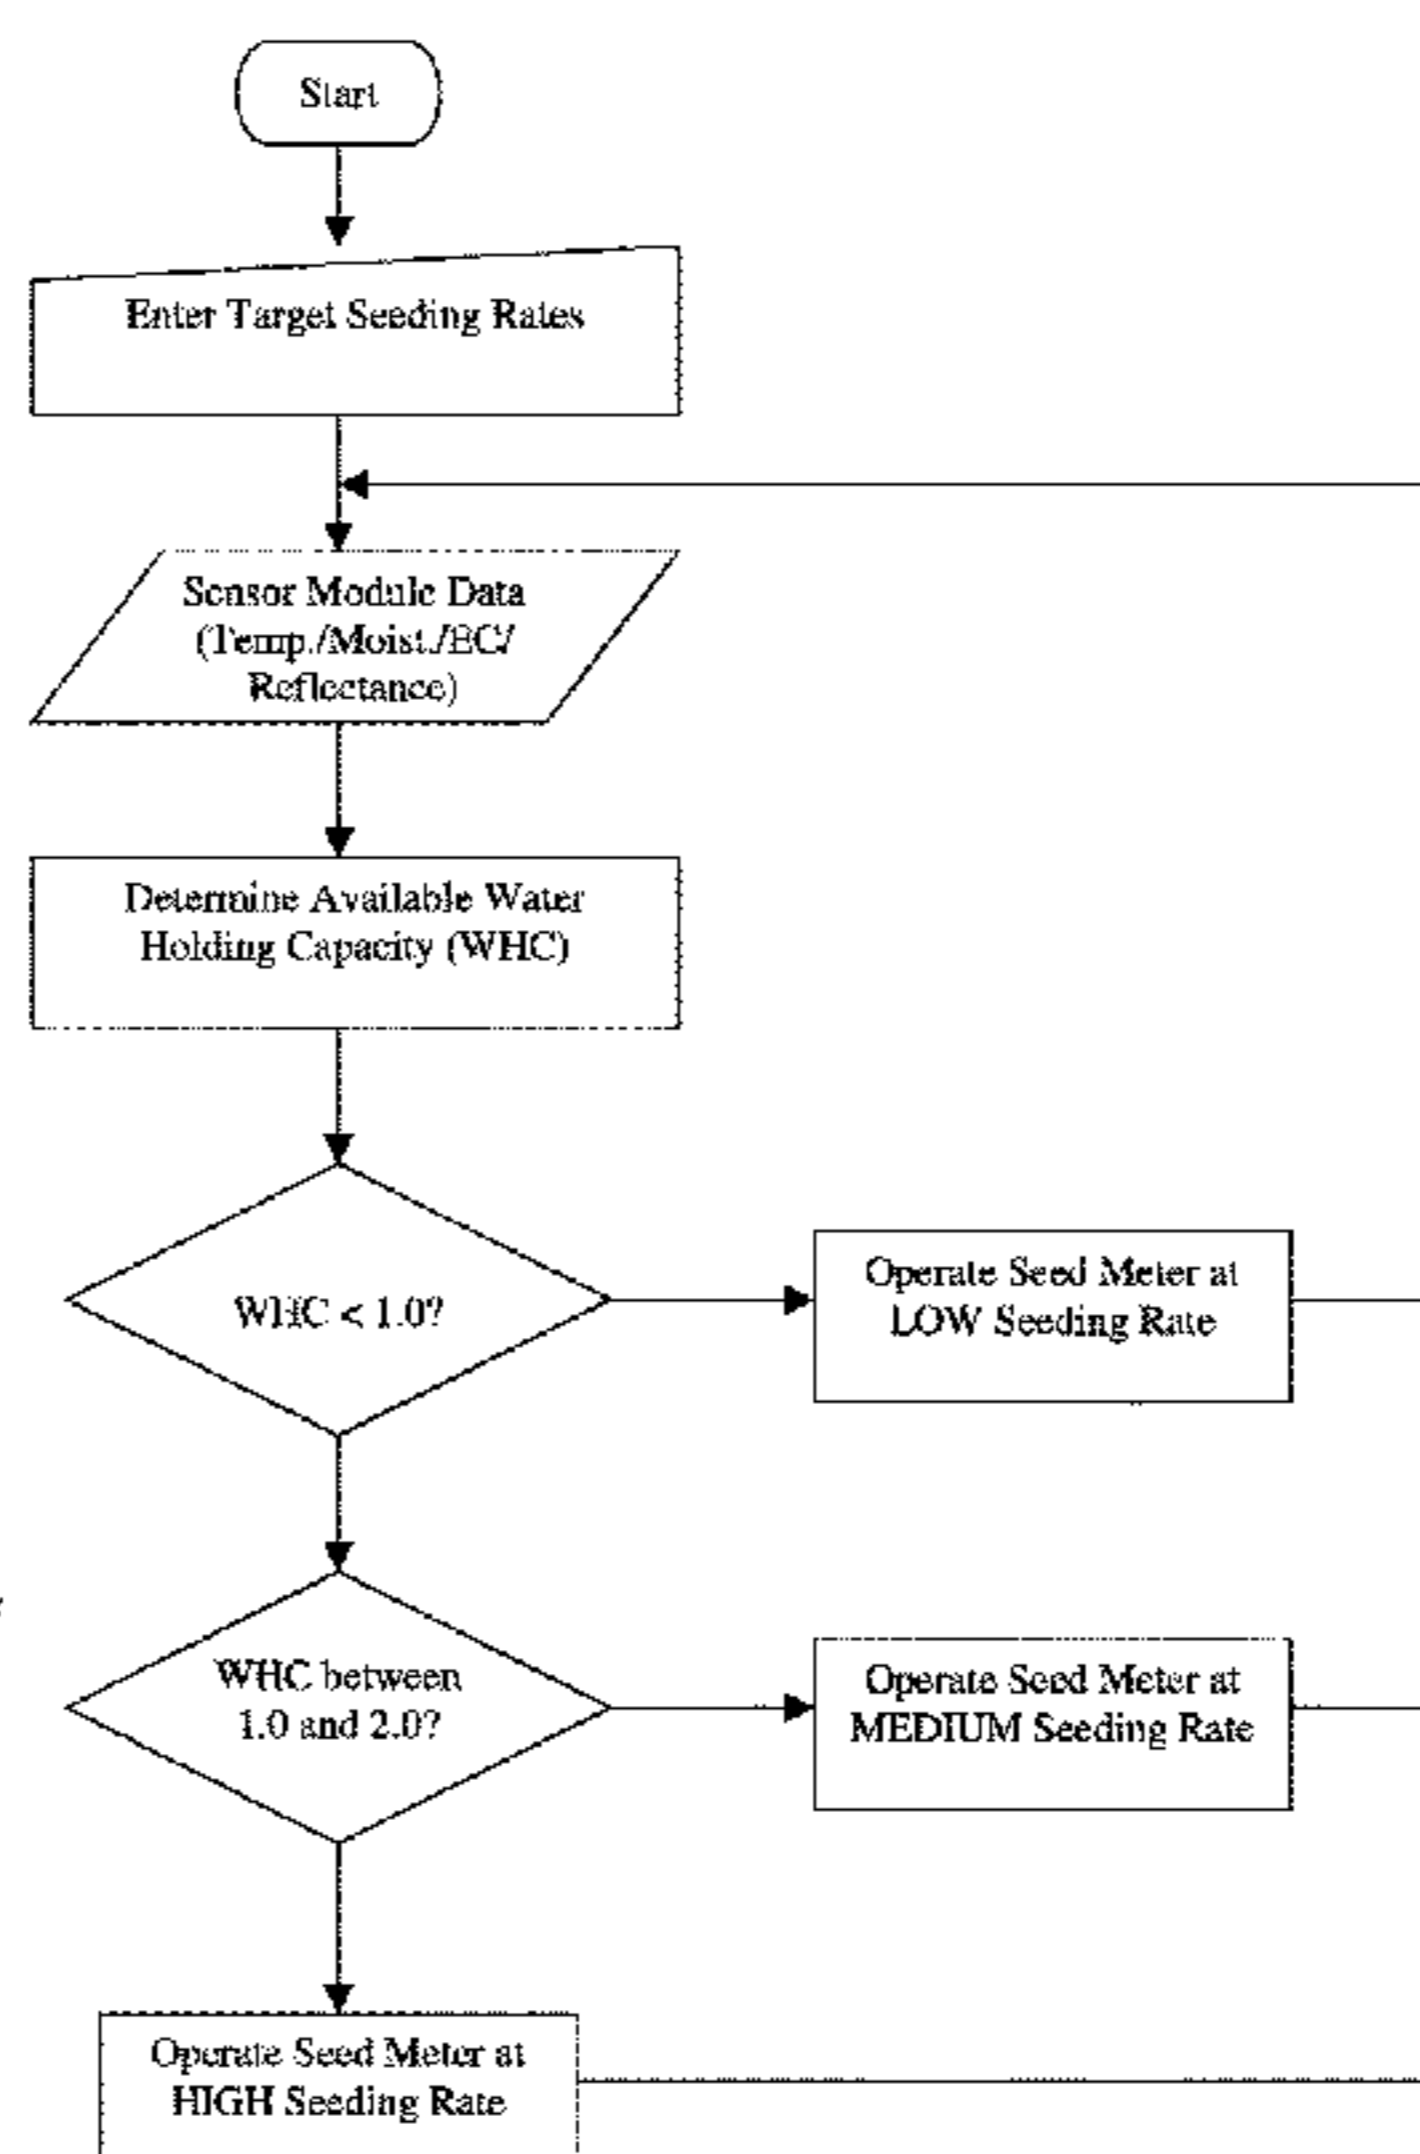 Start
Enter Target Seeding Rates
Sensor Module Data
(Temp./Moist./EC/
Reflectance)
Determine Available Water
Holding Capacity (WHC)
WHC < 1.0?
Operate Seed Meter at
LOW Seeding Rate
WHC between
1.0 and 2.0?
Operate Seed Meter at
MEDIUM Seeding Rate
Operate Seed Meter at
HIGH Seeding Rate